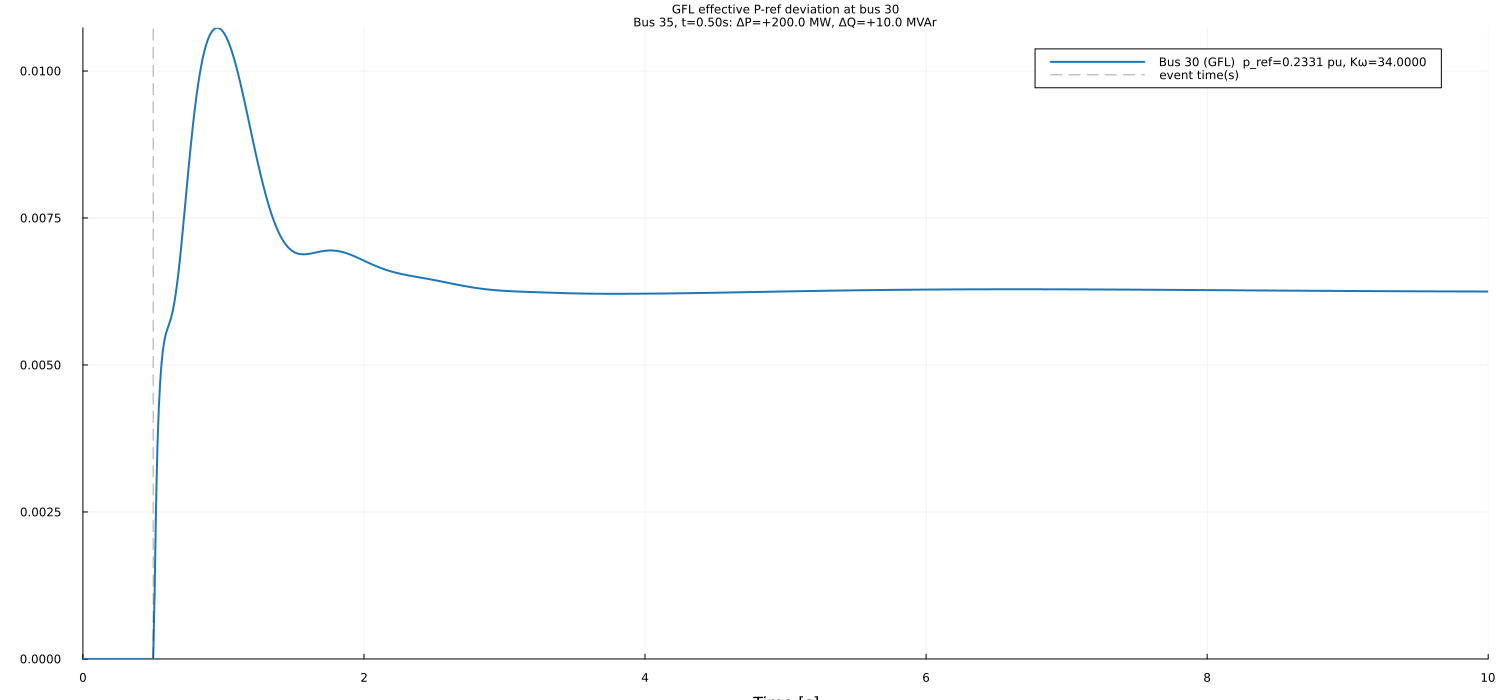 GFL effective P-ref deviation at bus 30
Bus 35, t=0.50s: ΔP=+200.0 MW, ΔQ=+10.0 MVAr
Bus 30 (GFL)  p_ref=0.2331 pu, Kω=34.0000
event time(s)
0.0100
0.0075
0.0050
0.0025
0.0000
0 2 4 6 8 10
Time [s]